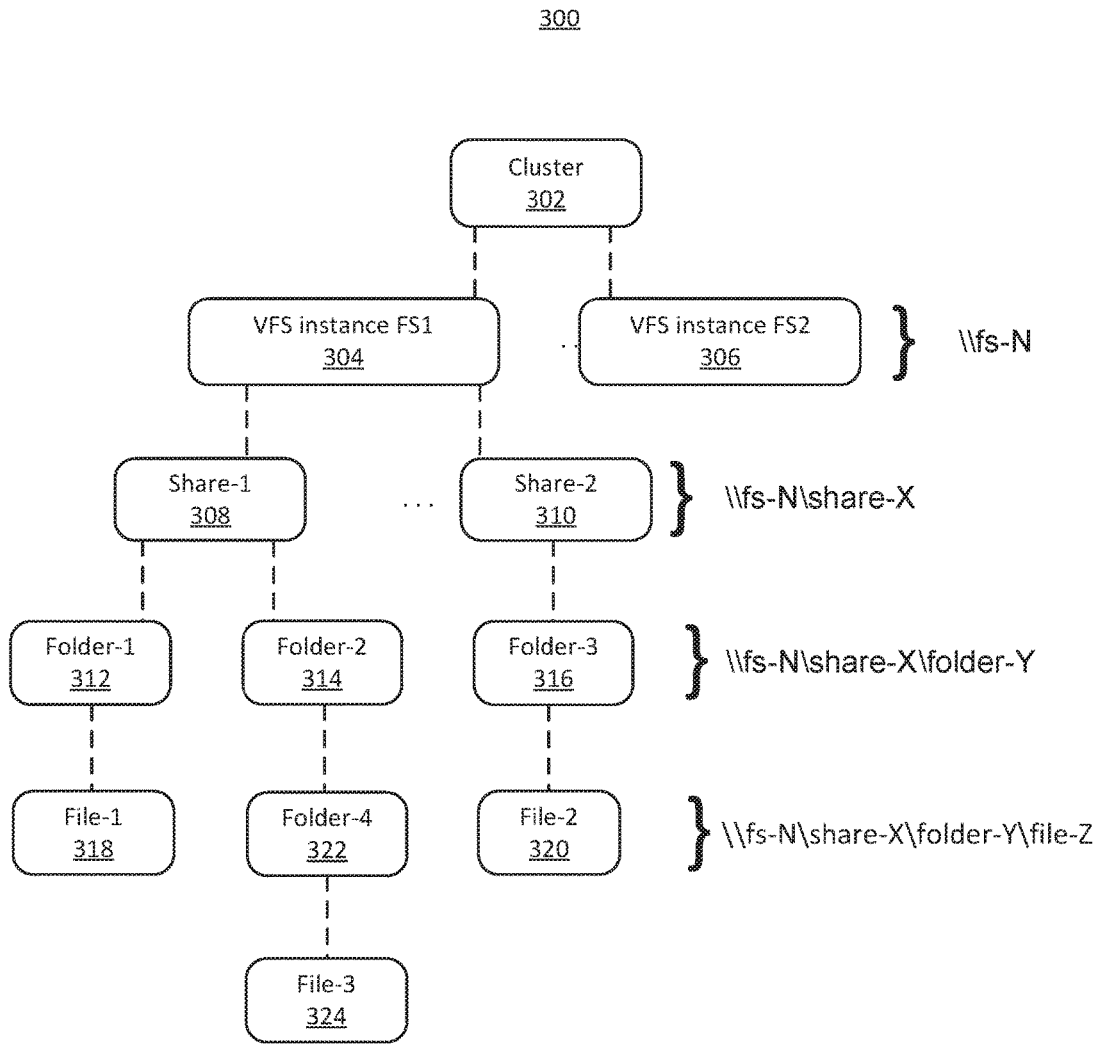 300
Cluster
302
VFS instance FS1
304
..
VFS instance FS2
306
} \\fs-N
Share-1
308
...
Share-2
310
} \\fs-N\share-X
Folder-1
312
Folder-2
314
Folder-3
316
} \\fs-N\share-X\folder-Y
File-1
318
Folder-4
322
File-2
320
} \\fs-N\share-X\folder-Y\file-Z
File-3
324